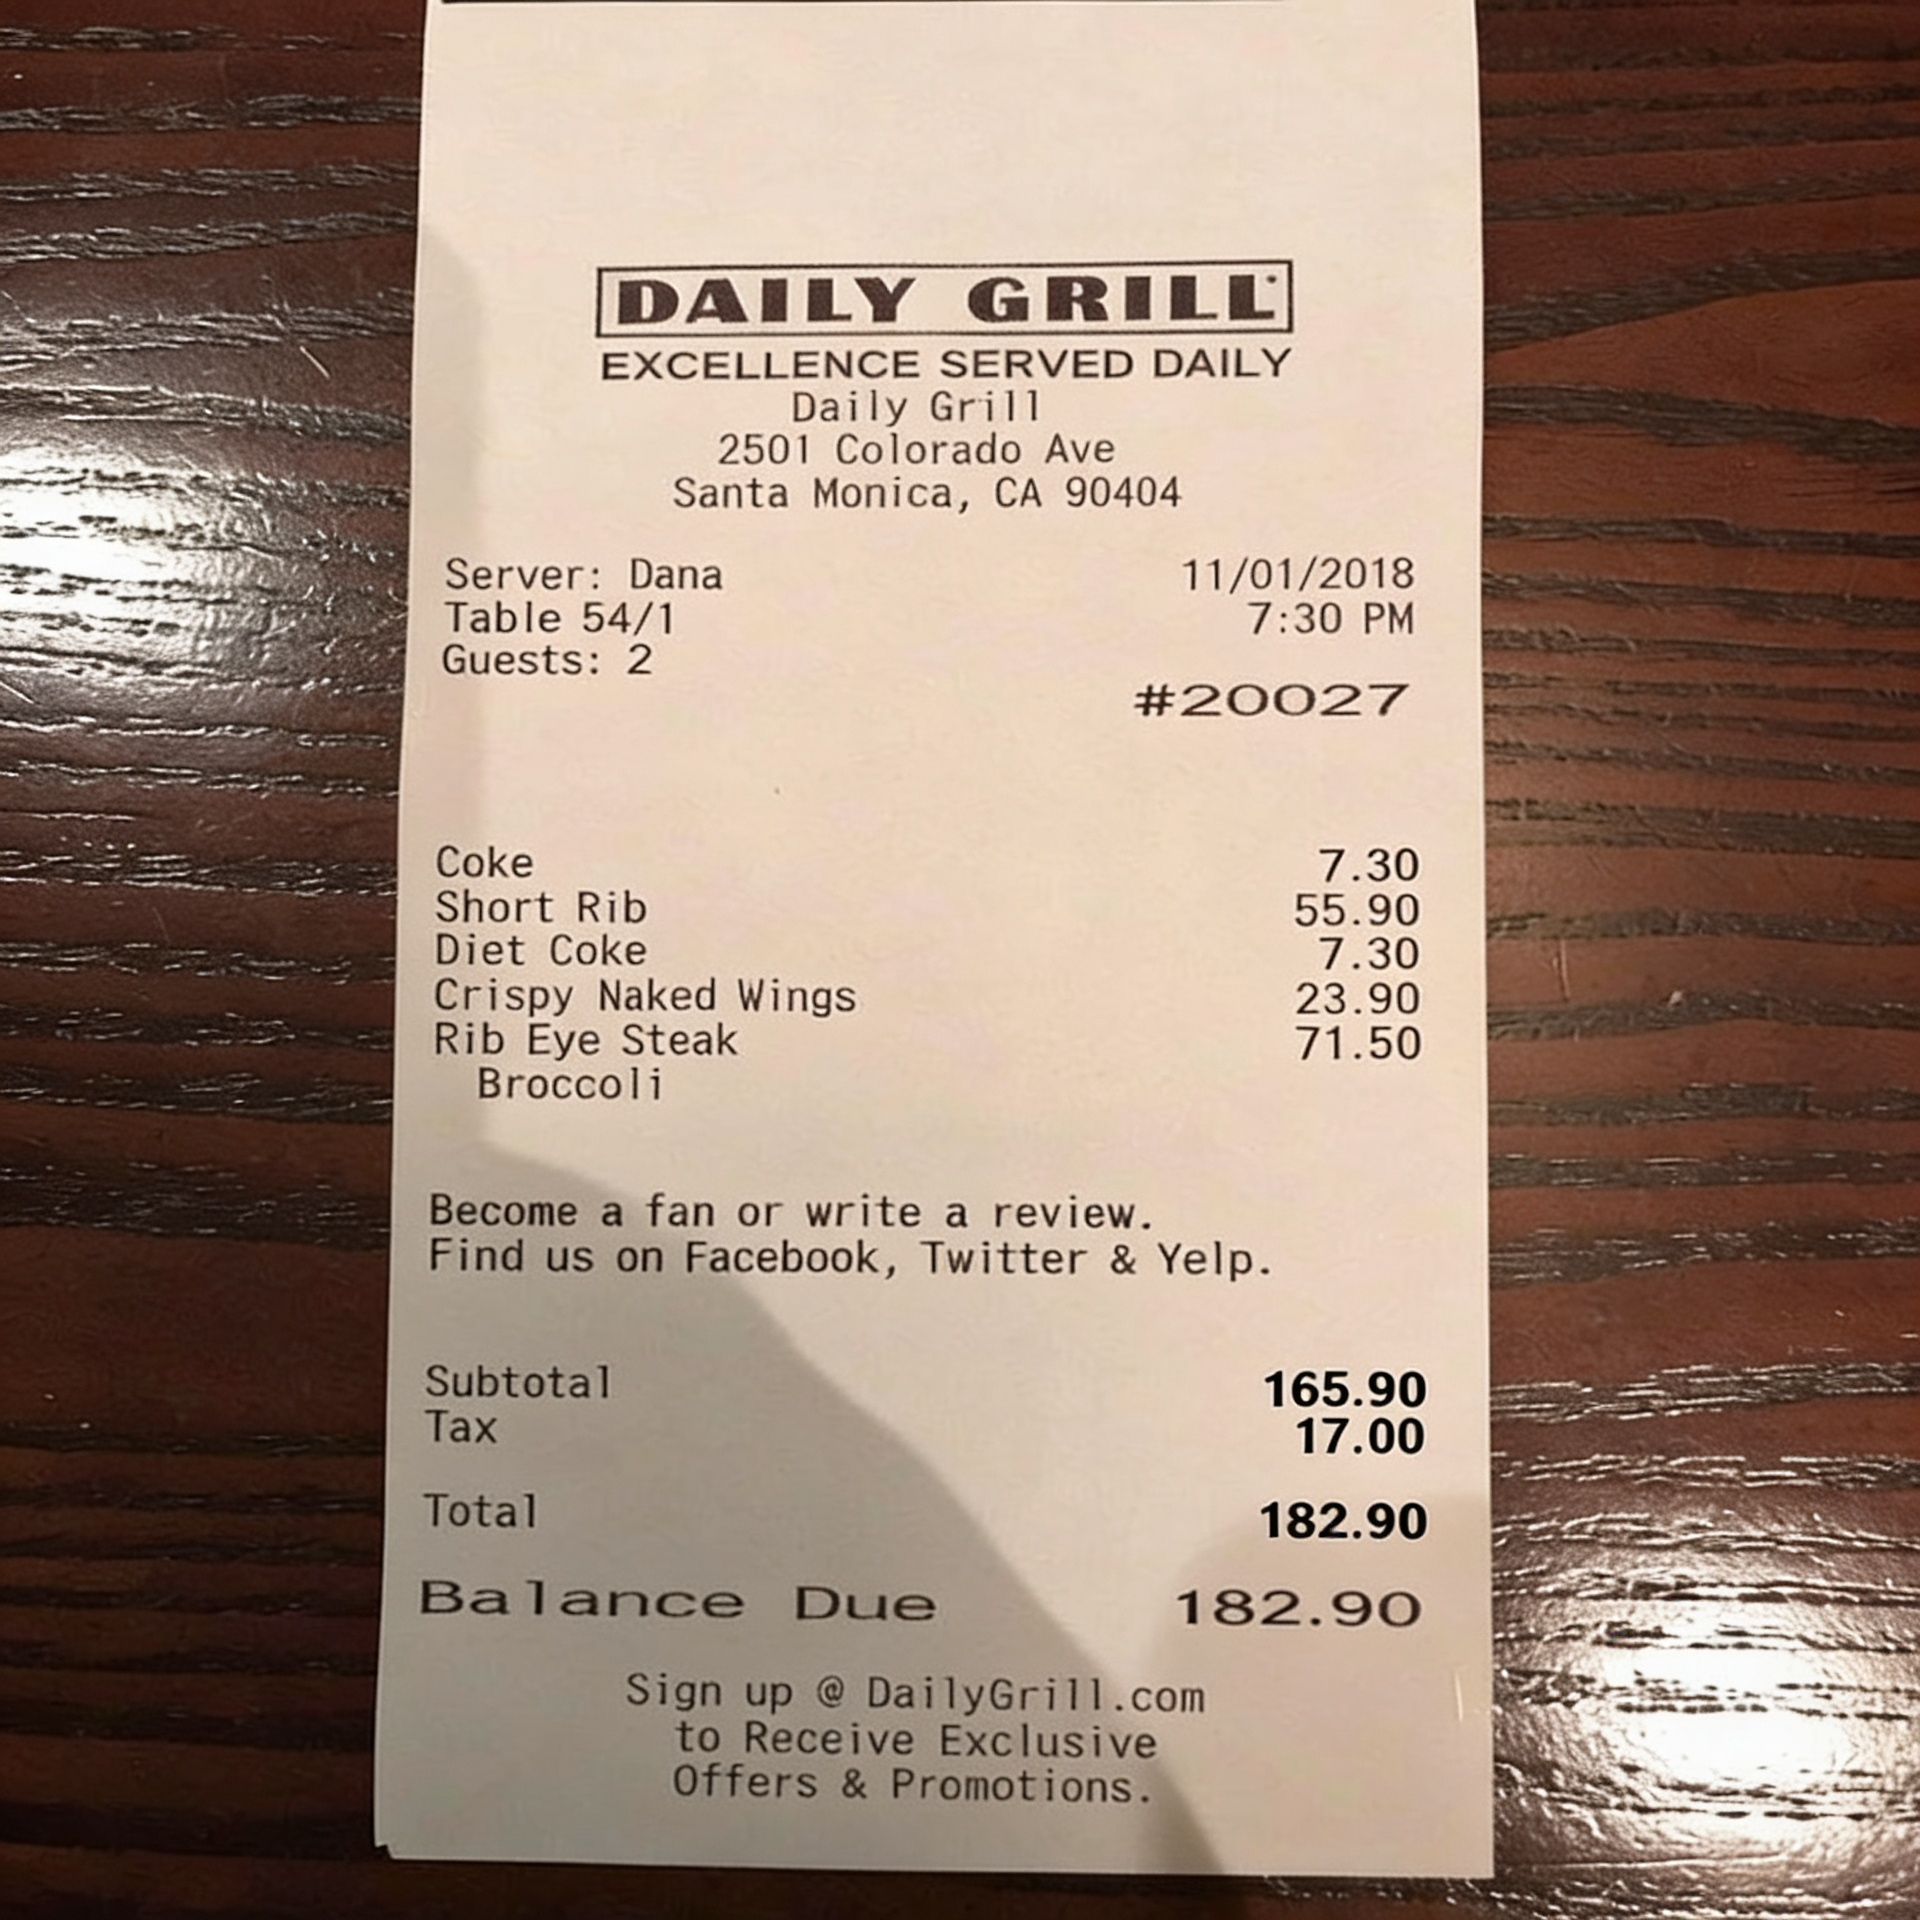 DAILY GRILL
EXCELLENCE SERVED DAILY
Daily Grill
2501 Colorado Ave
Santa Monica, CA 90404
Server: Dana 11/01/2018
Table 54/1 7:30 PM
Guests: 2
#20027
Coke 7.30
Short Rib 55.90
Diet Coke 7.30
Crispy Naked Wings 23.90
Rib Eye Steak 71.50
Broccoli
Become a fan or write a review.
Find us on Facebook, Twitter & Yelp.
Subtotal 165.90
Tax 17.00
Total 182.90
Balance Due 182.90
Sign up @ DailyGrill.com
to Receive Exclusive
Offers & Promotions.